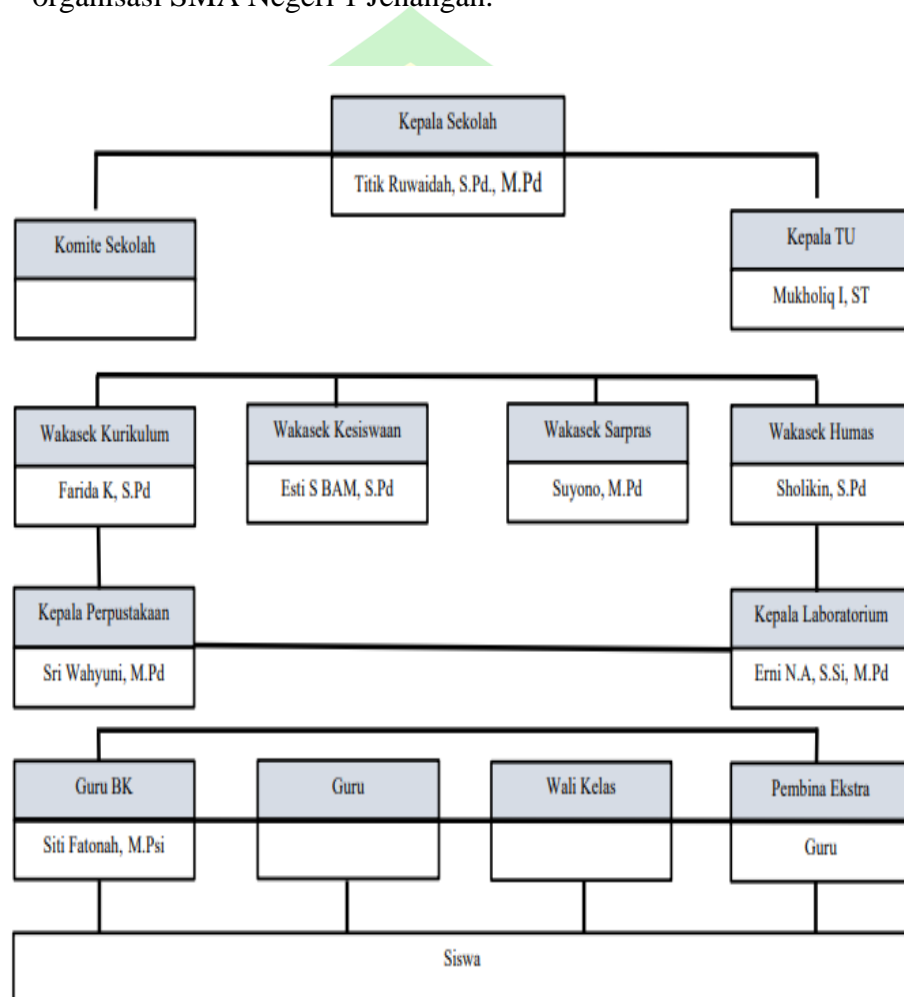 organisasi SMA Negeri 1 Jenangan.
Kepala Sekolah
Titik Ruwaidah, S.Pd., M.Pd
Komite Sekolah
Kepala TU
Mukholiq I, ST
Wakasek Kurikulum
Farida K, S.Pd
Wakasek Kesiswaan
Esti S BAM, S.Pd
Wakasek Sarpras
Suyono, M.Pd
Wakasek Humas
Sholikin, S.Pd
Kepala Perpustakaan
Sri Wahyuni, M.Pd
Kepala Laboratorium
Erni N.A, S.Si, M.Pd
Guru BK
Siti Fatonah, M.Psi
Guru
Wali Kelas
Pembina Ekstra
Guru
Siswa